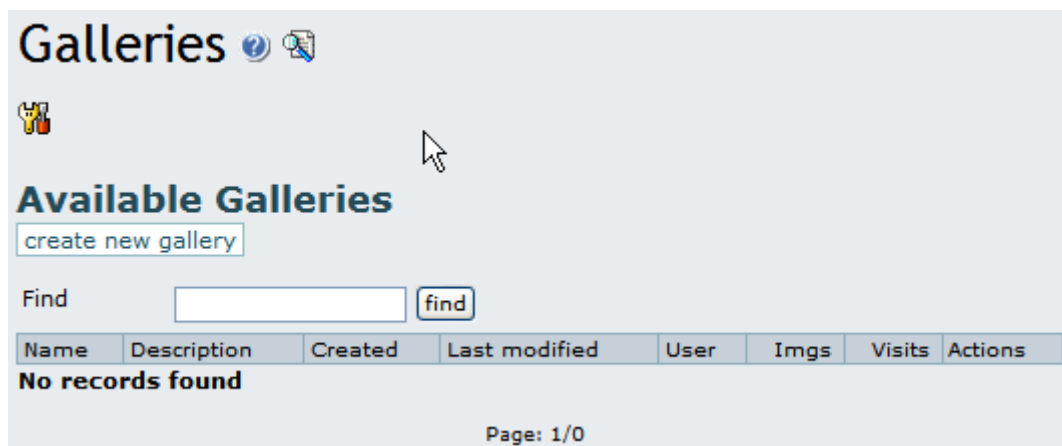 Galleries
Available Galleries
create new gallery
Find find
Name Description Created Last modified User Imgs Visits Actions
No records found
Page: 1/0